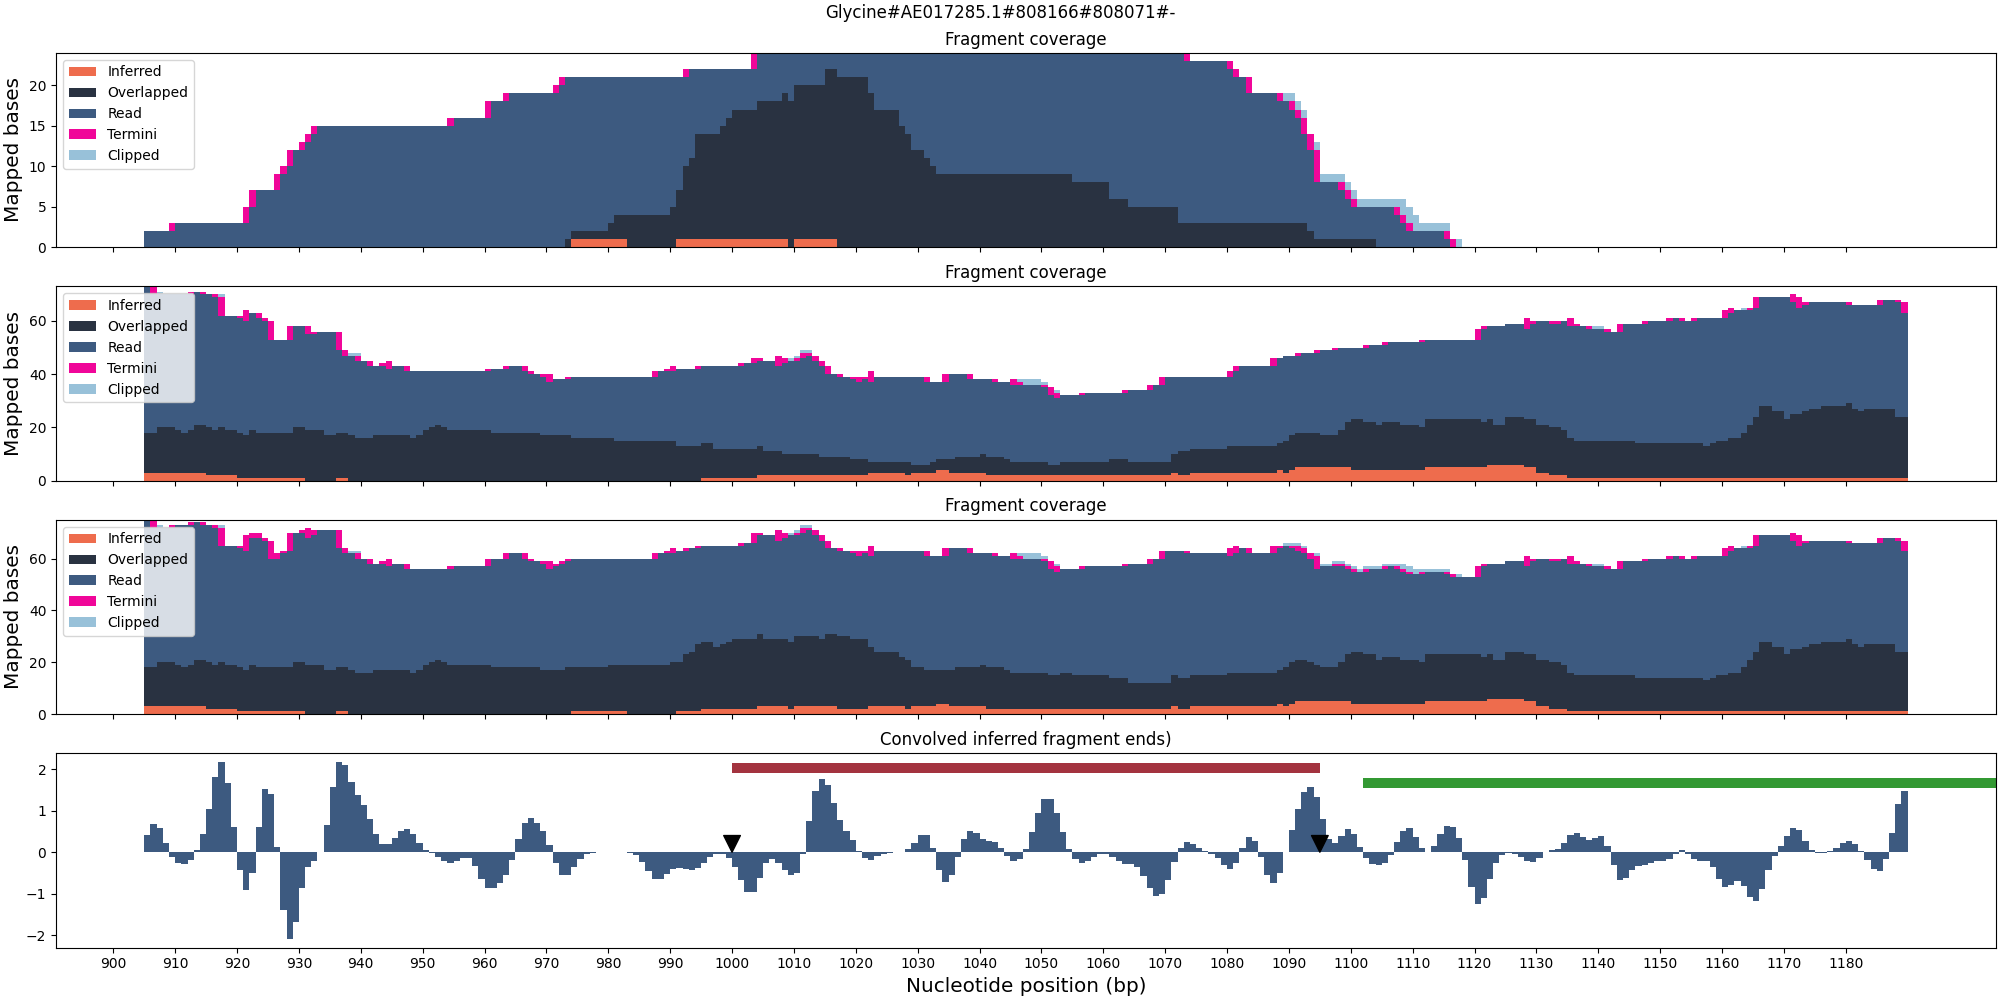 Glycine#AE017285.1#808166#808071#-
Fragment coverage
Mapped bases
20
15
10
5
0
Inferred
Overlapped
Read
Termini
Clipped
Fragment coverage
Mapped bases
60
40
20
0
Inferred
Overlapped
Read
Termini
Clipped
Fragment coverage
Mapped bases
60
40
20
0
Inferred
Overlapped
Read
Termini
Clipped
Convolved inferred fragment ends)
2
1
0
−1
−2
900 910 920 930 940 950 960 970 980 990 1000 1010 1020 1030 1040 1050 1060 1070 1080 1090 1100 1110 1120 1130 1140 1150 1160 1170 1180
Nucleotide position (bp)